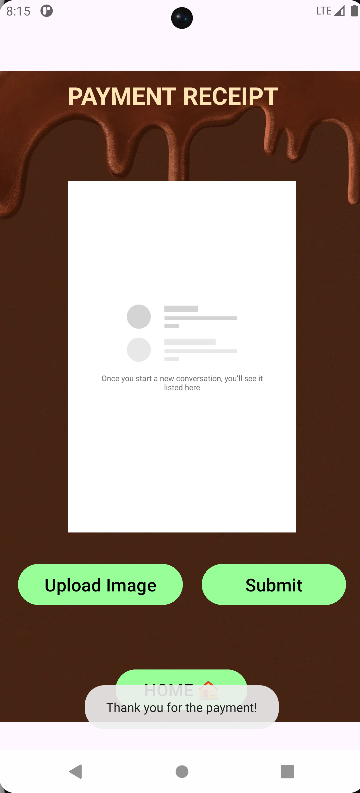 8:15
LTE
PAYMENT RECEIPT
Once you start a new conversation, you'll see it
listed here
Upload Image
Submit
HOME
Thank you for the payment!